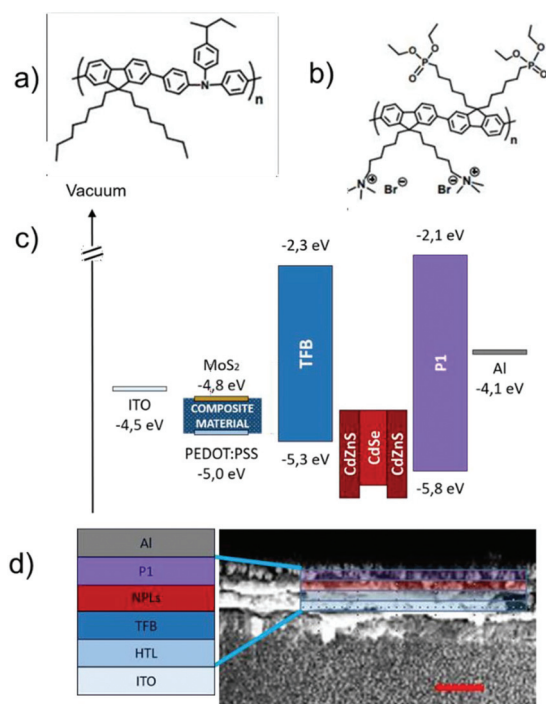 a)
N
n
b)
O
O
P
O
O
O
P
O
n
N
+
Br
-
Br
-
N
+
Vacuum
c)
-2,3 eV
-2,1 eV
TFB
P1
MoS2
-4,8 eV
ITO
-4,5 eV
COMPOSITE
MATERIAL
PEDOT:PSS
-5,0 eV
Al
-4,1 eV
CdZnS
CdSe
CdZnS
-5,3 eV
-5,8 eV
d)
Al
P1
NPLs
TFB
HTL
ITO